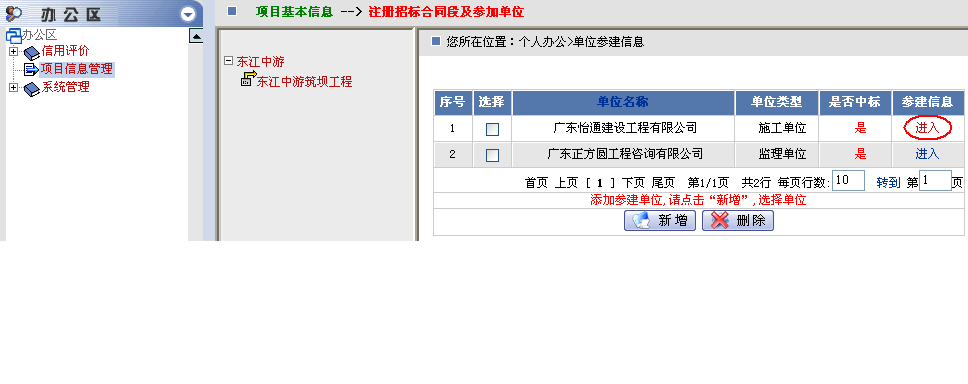 办公区
办公区
信用评价
项目信息管理
系统管理
项目基本信息 --> 注册招标合同段及参加单位
东江中游
东江中游筑坝工程
您所在位置：个人办公>单位参建信息
序号 选择 单位名称 单位类型 是否中标 参建信息
1 广东怡通建设工程有限公司 施工单位 是 进入
2 广东正方圆工程咨询有限公司 监理单位 是 进入
首页 上页 [ 1 ] 下页 尾页 第1/1页 共2行 每页行数:10 转到 第1页
添加参建单位,请点击“新增”,选择单位
新增 删除